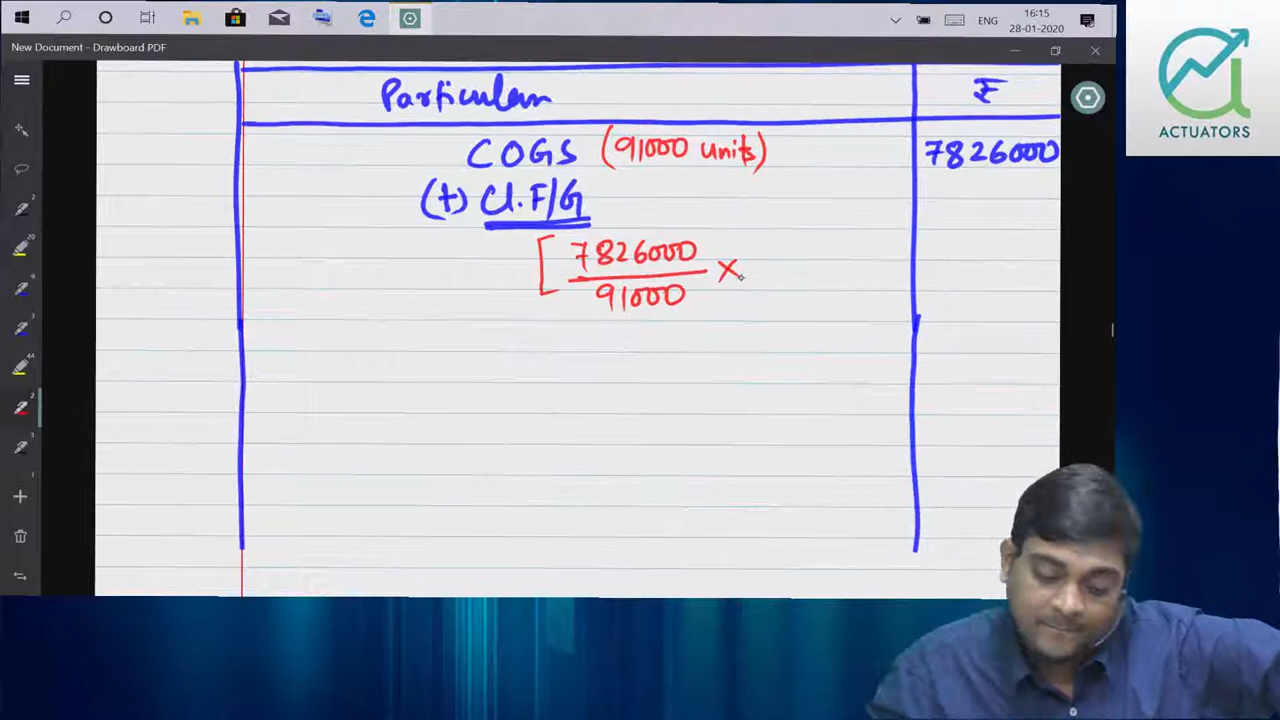 16:15
ENG
28-01-2020
New Document - Drawboard PDF
ACTUATORS
Particulars ₹
COGS (91000 units) 7826000
(+) Cl. F/G
[ 7826000
91000 ×